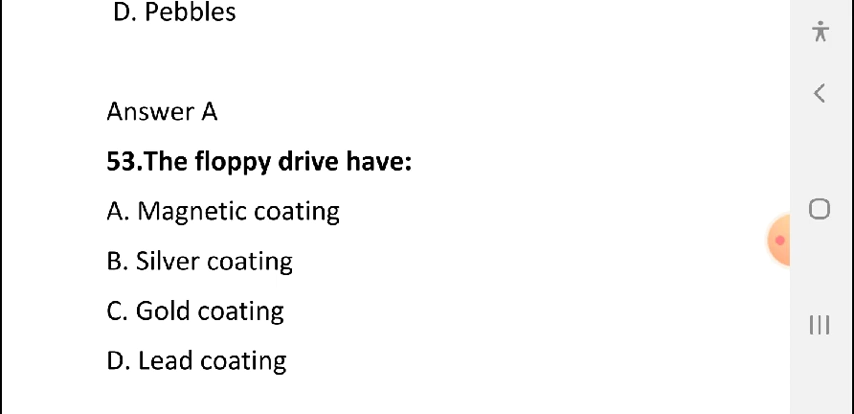 D. Pebbles
Answer A
53.The floppy drive have:
A. Magnetic coating
B. Silver coating
C. Gold coating
D. Lead coating